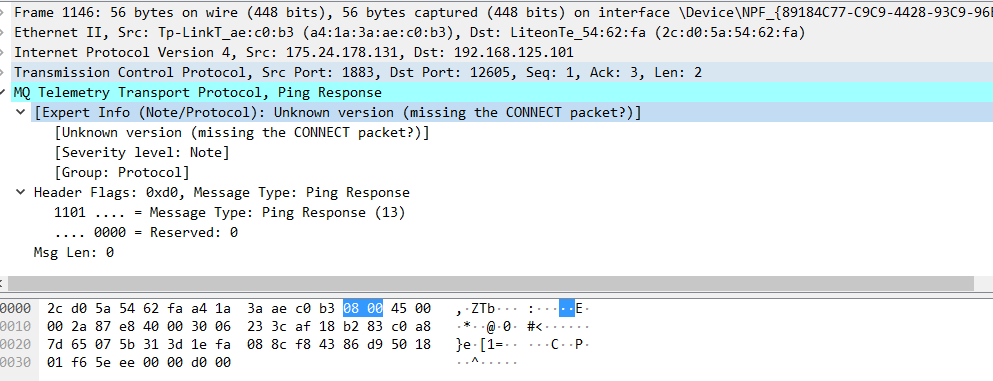 Frame 1146: 56 bytes on wire (448 bits), 56 bytes captured (448 bits) on interface \Device\NPF_{89184C77-C9C9-4428-93C9-96
Ethernet II, Src: Tp-LinkT_ae:c0:b3 (a4:1a:3a:ae:c0:b3), Dst: LiteonTe_54:62:fa (2c:d0:5a:54:62:fa)
Internet Protocol Version 4, Src: 175.24.178.131, Dst: 192.168.125.101
Transmission Control Protocol, Src Port: 1883, Dst Port: 12605, Seq: 1, Ack: 3, Len: 2
MQ Telemetry Transport Protocol, Ping Response
[Expert Info (Note/Protocol): Unknown version (missing the CONNECT packet?)]
[Unknown version (missing the CONNECT packet?)]
[Severity level: Note]
[Group: Protocol]
Header Flags: 0xd0, Message Type: Ping Response
1101 .... = Message Type: Ping Response (13)
.... 0000 = Reserved: 0
Msg Len: 0
0000 2c d0 5a 54 62 fa a4 1a 3a ae c0 b3 08 00 45 00 ,·ZTb··· :·····E·
0010 00 2a 87 e8 40 00 30 06 23 3c af 18 b2 83 c0 a8 ·*··@·0· #<······
0020 7d 65 07 5b 31 3d 1e fa 08 8c f8 43 86 d9 50 18 }e·[1=·· ···C··P·
0030 01 f6 5e ee 00 00 d0 00 ··^·····